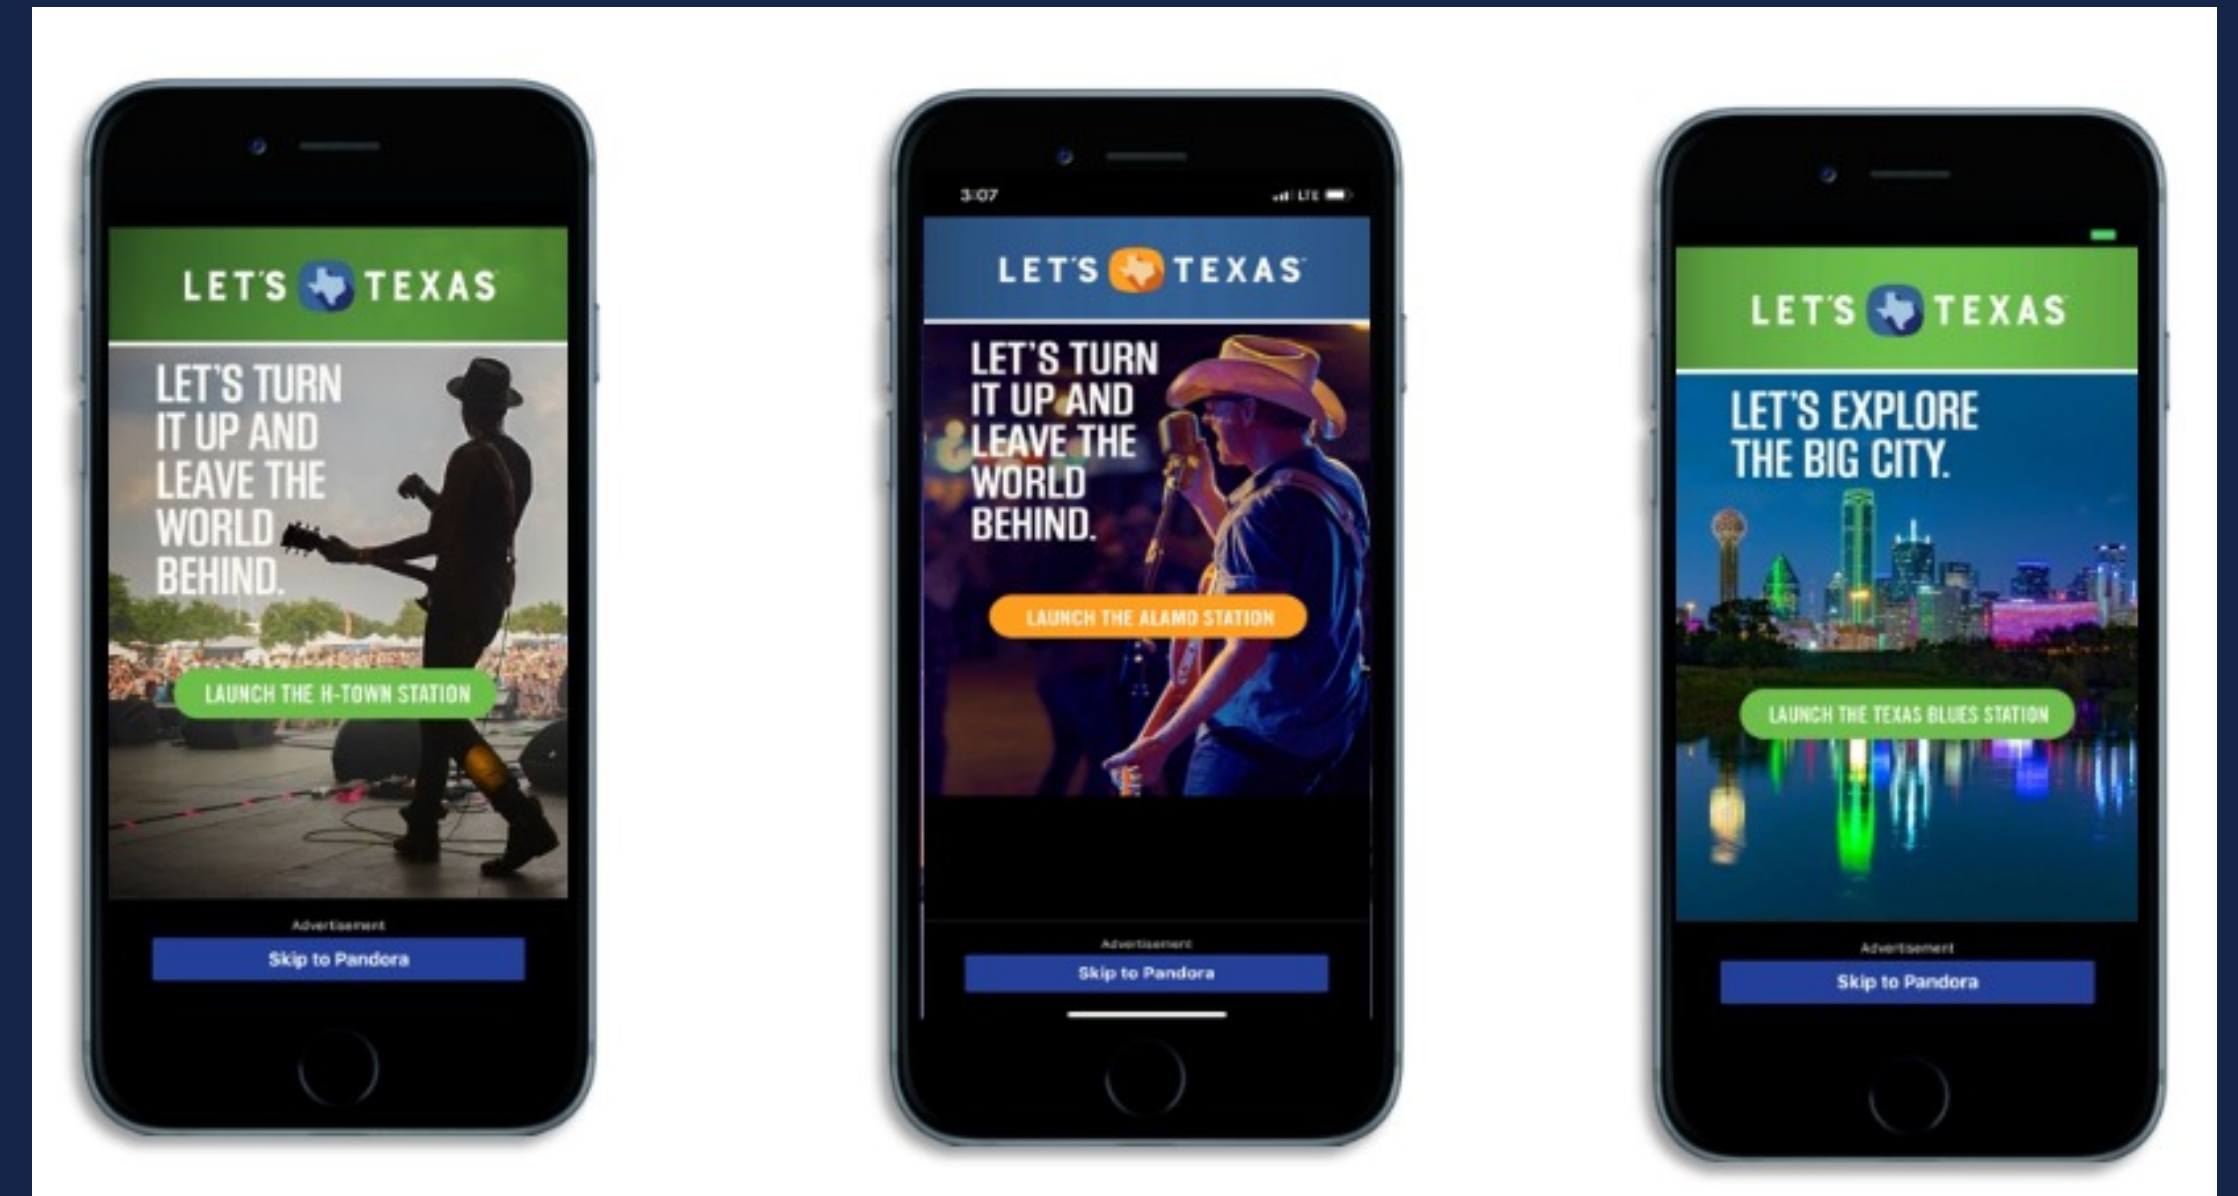 LET'S TEXAS
LET'S TURN
IT UP AND
LEAVE THE
WORLD
BEHIND.
LAUNCH THE H-TOWN STATION
Advertisement
Skip to Pandora
3:07
LTE
LET'S TEXAS
LET'S TURN
IT UP AND
LEAVE THE
WORLD
BEHIND.
LAUNCH THE ALAMO STATION
Advertisement
Skip to Pandora
LET'S TEXAS
LET'S EXPLORE
THE BIG CITY.
LAUNCH THE TEXAS BLUES STATION
Advertisement
Skip to Pandora